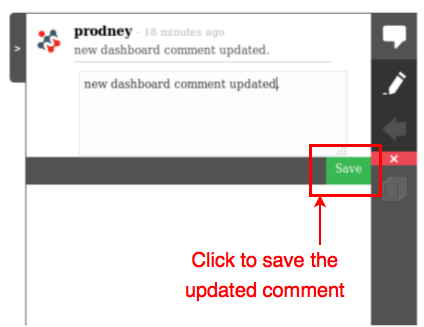 prodney - 18 minutes ago
>
new dashboard comment updated.
new dashboard comment updated.
Save
×
Click to save the
updated comment